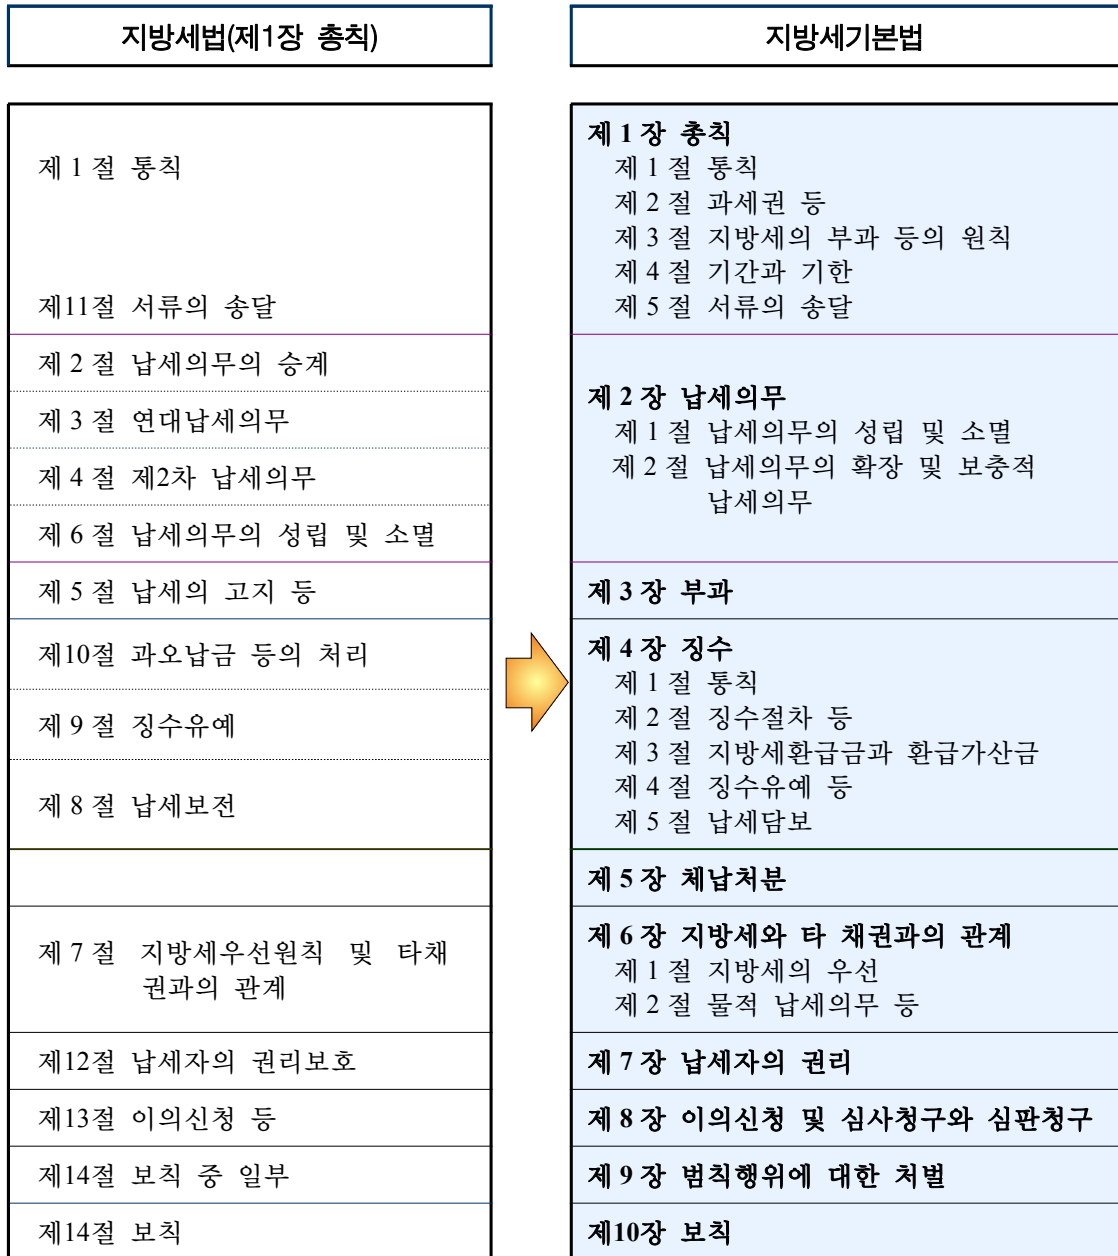 지방세법(제1장 총칙)
제 1 절 통칙
제11절 서류의 송달
제 2 절 납세의무의 승계
제 3 절 연대납세의무
제 4 절 제2차 납세의무
제 6 절 납세의무의 성립 및 소멸
제 5 절 납세의 고지 등
제10절 과오납금 등의 처리
제 9 절 징수유예
제 8 절 납세보전
제 7 절 지방세우선원칙 및 타채
권과의 관계
제12절 납세자의 권리보호
제13절 이의신청 등
제14절 보칙 중 일부
제14절 보칙
지방세기본법
제 1 장 총칙
제 1 절 통칙
제 2 절 과세권 등
제 3 절 지방세의 부과 등의 원칙
제 4 절 기간과 기한
제 5 절 서류의 송달
제 2 장 납세의무
제 1 절 납세의무의 성립 및 소멸
제 2 절 납세의무의 확장 및 보충적
납세의무
제 3 장 부과
제 4 장 징수
제 1 절 통칙
제 2 절 징수절차 등
제 3 절 지방세환급금과 환급가산금
제 4 절 징수유예 등
제 5 절 납세담보
제 5 장 체납처분
제 6 장 지방세와 타 채권과의 관계
제 1 절 지방세의 우선
제 2 절 물적 납세의무 등
제 7 장 납세자의 권리
제 8 장 이의신청 및 심사청구와 심판청구
제 9 장 범칙행위에 대한 처벌
제10장 보칙